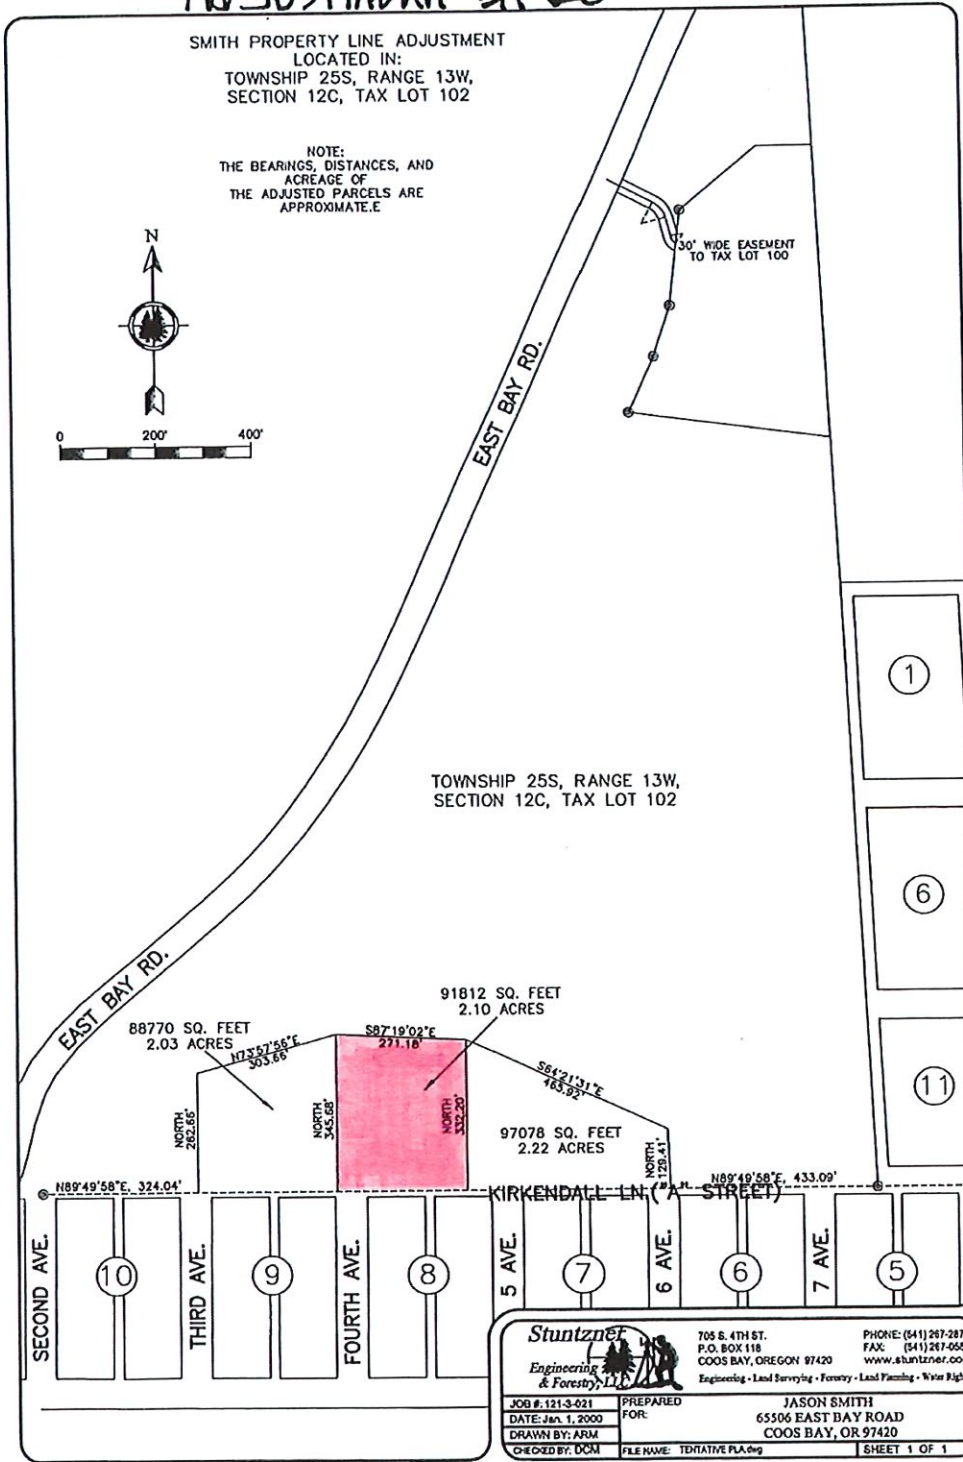 SMITH PROPERTY LINE ADJUSTMENT
LOCATED IN:
TOWNSHIP 25S, RANGE 13W,
SECTION 12C, TAX LOT 102
NOTE:
THE BEARINGS, DISTANCES, AND
ACREAGE OF
THE ADJUSTED PARCELS ARE
APPROXIMATE.E
N
0 200' 400'
30' WIDE EASEMENT
TO TAX LOT 100
EAST BAY RD.
1
TOWNSHIP 25S, RANGE 13W,
SECTION 12C, TAX LOT 102
6
EAST BAY RD.
91812 SQ. FEET
2.10 ACRES
88770 SQ. FEET
2.03 ACRES
N73°57'56"E
303.66'
S87°19'02"E
271.18'
S64°21'31"E
465.92'
11
NORTH
262.66'
NORTH
345.68'
NORTH
332.20'
97078 SQ. FEET
2.22 ACRES
NORTH
129.41'
N89°49'58"E, 324.04'
N89°49'58"E, 433.09'
KIRKENDALL LN.("A" STREET)
SECOND AVE.
10
THIRD AVE.
9
FOURTH AVE.
8
5 AVE.
7
6 AVE.
6
7 AVE.
5
Stuntzner
Engineering
& Forestry, LLC
705 S. 4TH ST.
P.O. BOX 118
COOS BAY, OREGON 97420
PHONE: (541) 267-287
FAX: (541) 267-058
www.stuntzner.co
Engineering - Land Surveying - Forestry - Land Planning - Water Righ
JOB #: 121-3-021
DATE: Jan. 1, 2000
DRAWN BY: ARM
CHECKED BY: DCM
PREPARED
FOR:
JASON SMITH
65506 EAST BAY ROAD
COOS BAY, OR 97420
FILE NAME: TENTATIVE PLA.dwg
SHEET 1 OF 1